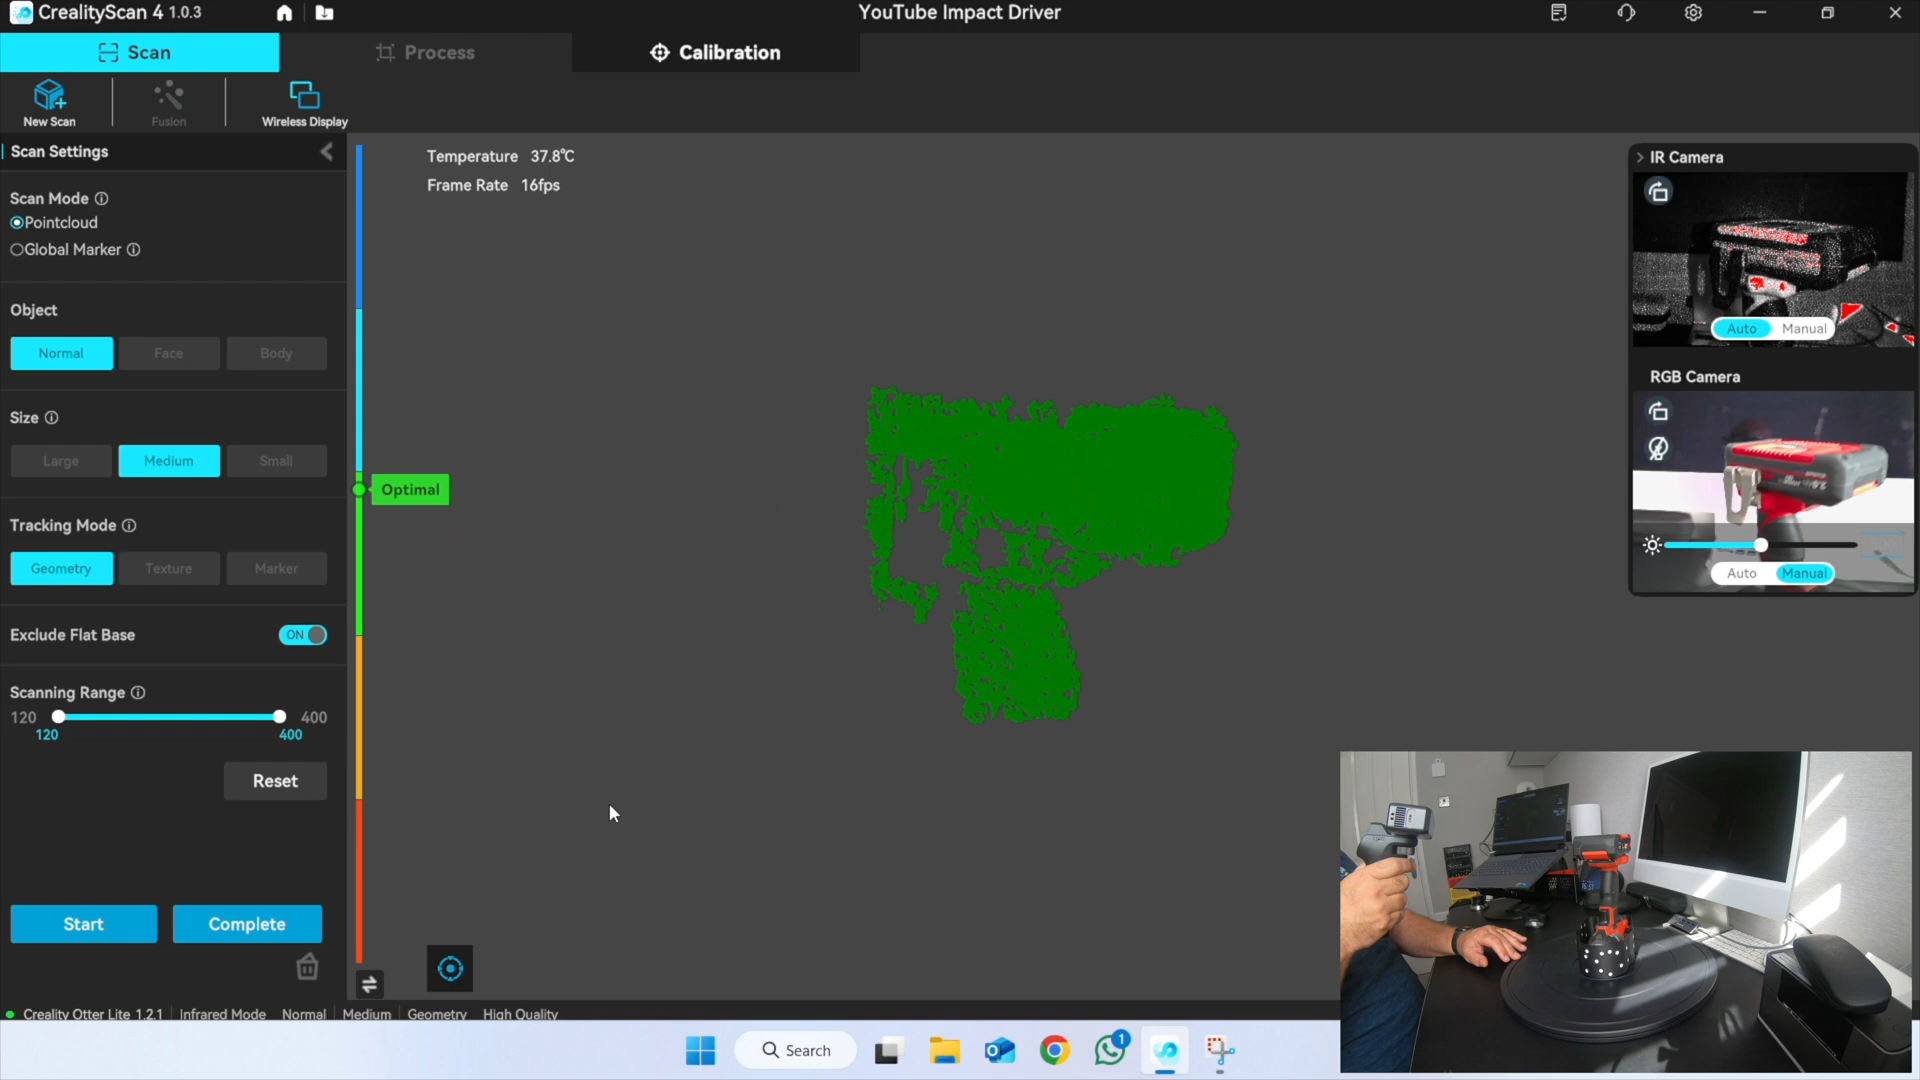 CrealityScan 4 1.0.3
YouTube Impact Driver
Scan
Process
Calibration
New Scan
Fusion
Wireless Display
Scan Settings
Scan Mode
Pointcloud
Global Marker
Object
Normal
Face
Body
Size
Large
Medium
Small
Tracking Mode
Geometry
Texture
Marker
Exclude Flat Base
ON
Scanning Range
120
400
120
400
Reset
Start
Complete
Temperature 37.8℃
Frame Rate 16fps
Optimal
IR Camera
Auto
Manual
RGB Camera
Auto
Manual
Creality Otter Lite 1.2.1
Infrared Mode
Normal
Medium
Geometry
High Quality
Search
1